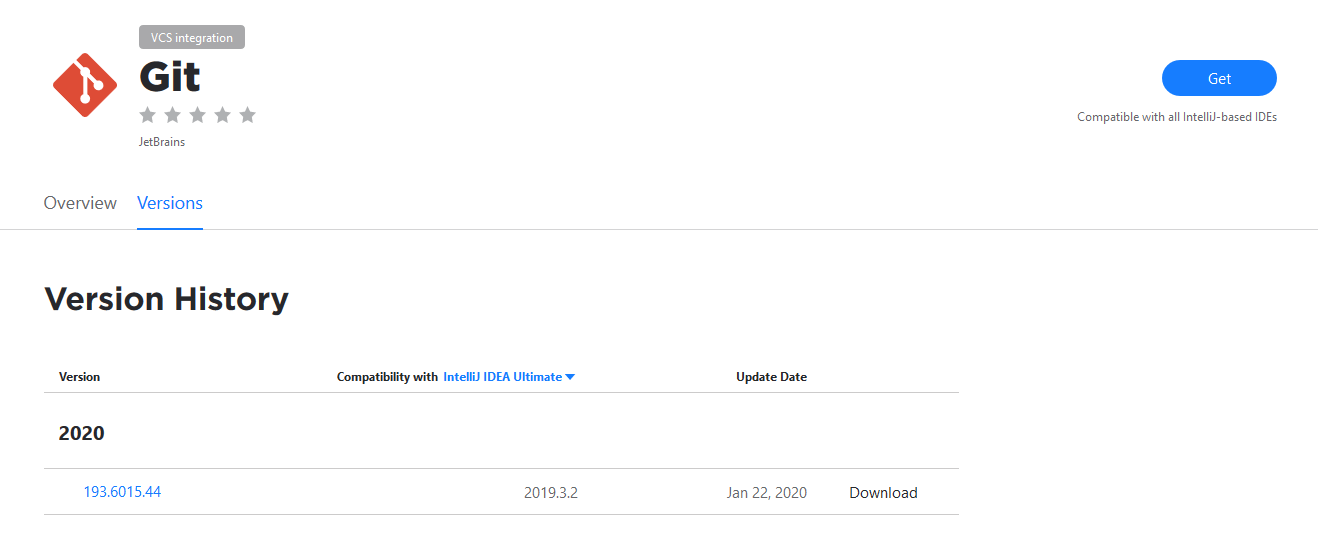 VCS integration
Git
JetBrains
Get
Compatible with all IntelliJ-based IDEs
Overview Versions
Version History
Version Compatibility with IntelliJ IDEA Ultimate Update Date
2020
193.6015.44 2019.3.2 Jan 22, 2020 Download